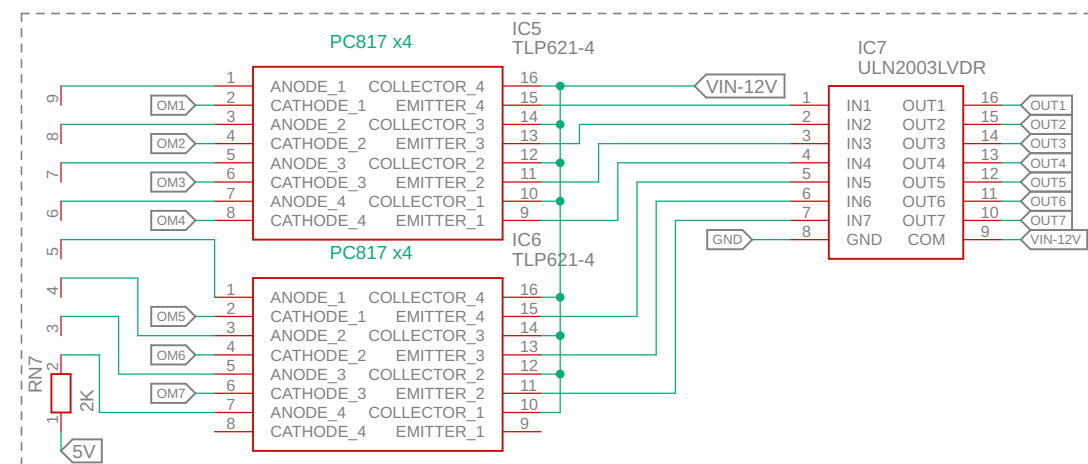 PC817 x4
IC5
TLP621-4
1 ANODE_1 COLLECTOR_4 16
2 CATHODE_1 EMITTER_4 15
3 ANODE_2 COLLECTOR_3 14
4 CATHODE_2 EMITTER_3 13
5 ANODE_3 COLLECTOR_2 12
6 CATHODE_3 EMITTER_2 11
7 ANODE_4 COLLECTOR_1 10
8 CATHODE_4 EMITTER_1 9
OM1
OM2
OM3
OM4
VIN-12V
IC7
ULN2003LVDR
1 IN1 OUT1 16 OUT1
2 IN2 OUT2 15 OUT2
3 IN3 OUT3 14 OUT3
4 IN4 OUT4 13 OUT4
5 IN5 OUT5 12 OUT5
6 IN6 OUT6 11 OUT6
7 IN7 OUT7 10 OUT7
GND 8 GND COM 9 VIN-12V
PC817 x4
IC6
TLP621-4
1 ANODE_1 COLLECTOR_4 16
2 CATHODE_1 EMITTER_4 15
3 ANODE_2 COLLECTOR_3 14
4 CATHODE_2 EMITTER_3 13
5 ANODE_3 COLLECTOR_2 12
6 CATHODE_3 EMITTER_2 11
7 ANODE_4 COLLECTOR_1 10
8 CATHODE_4 EMITTER_1 9
OM5
OM6
OM7
9
8
7
6
5
4
3
2
1
RN7
2K
5V